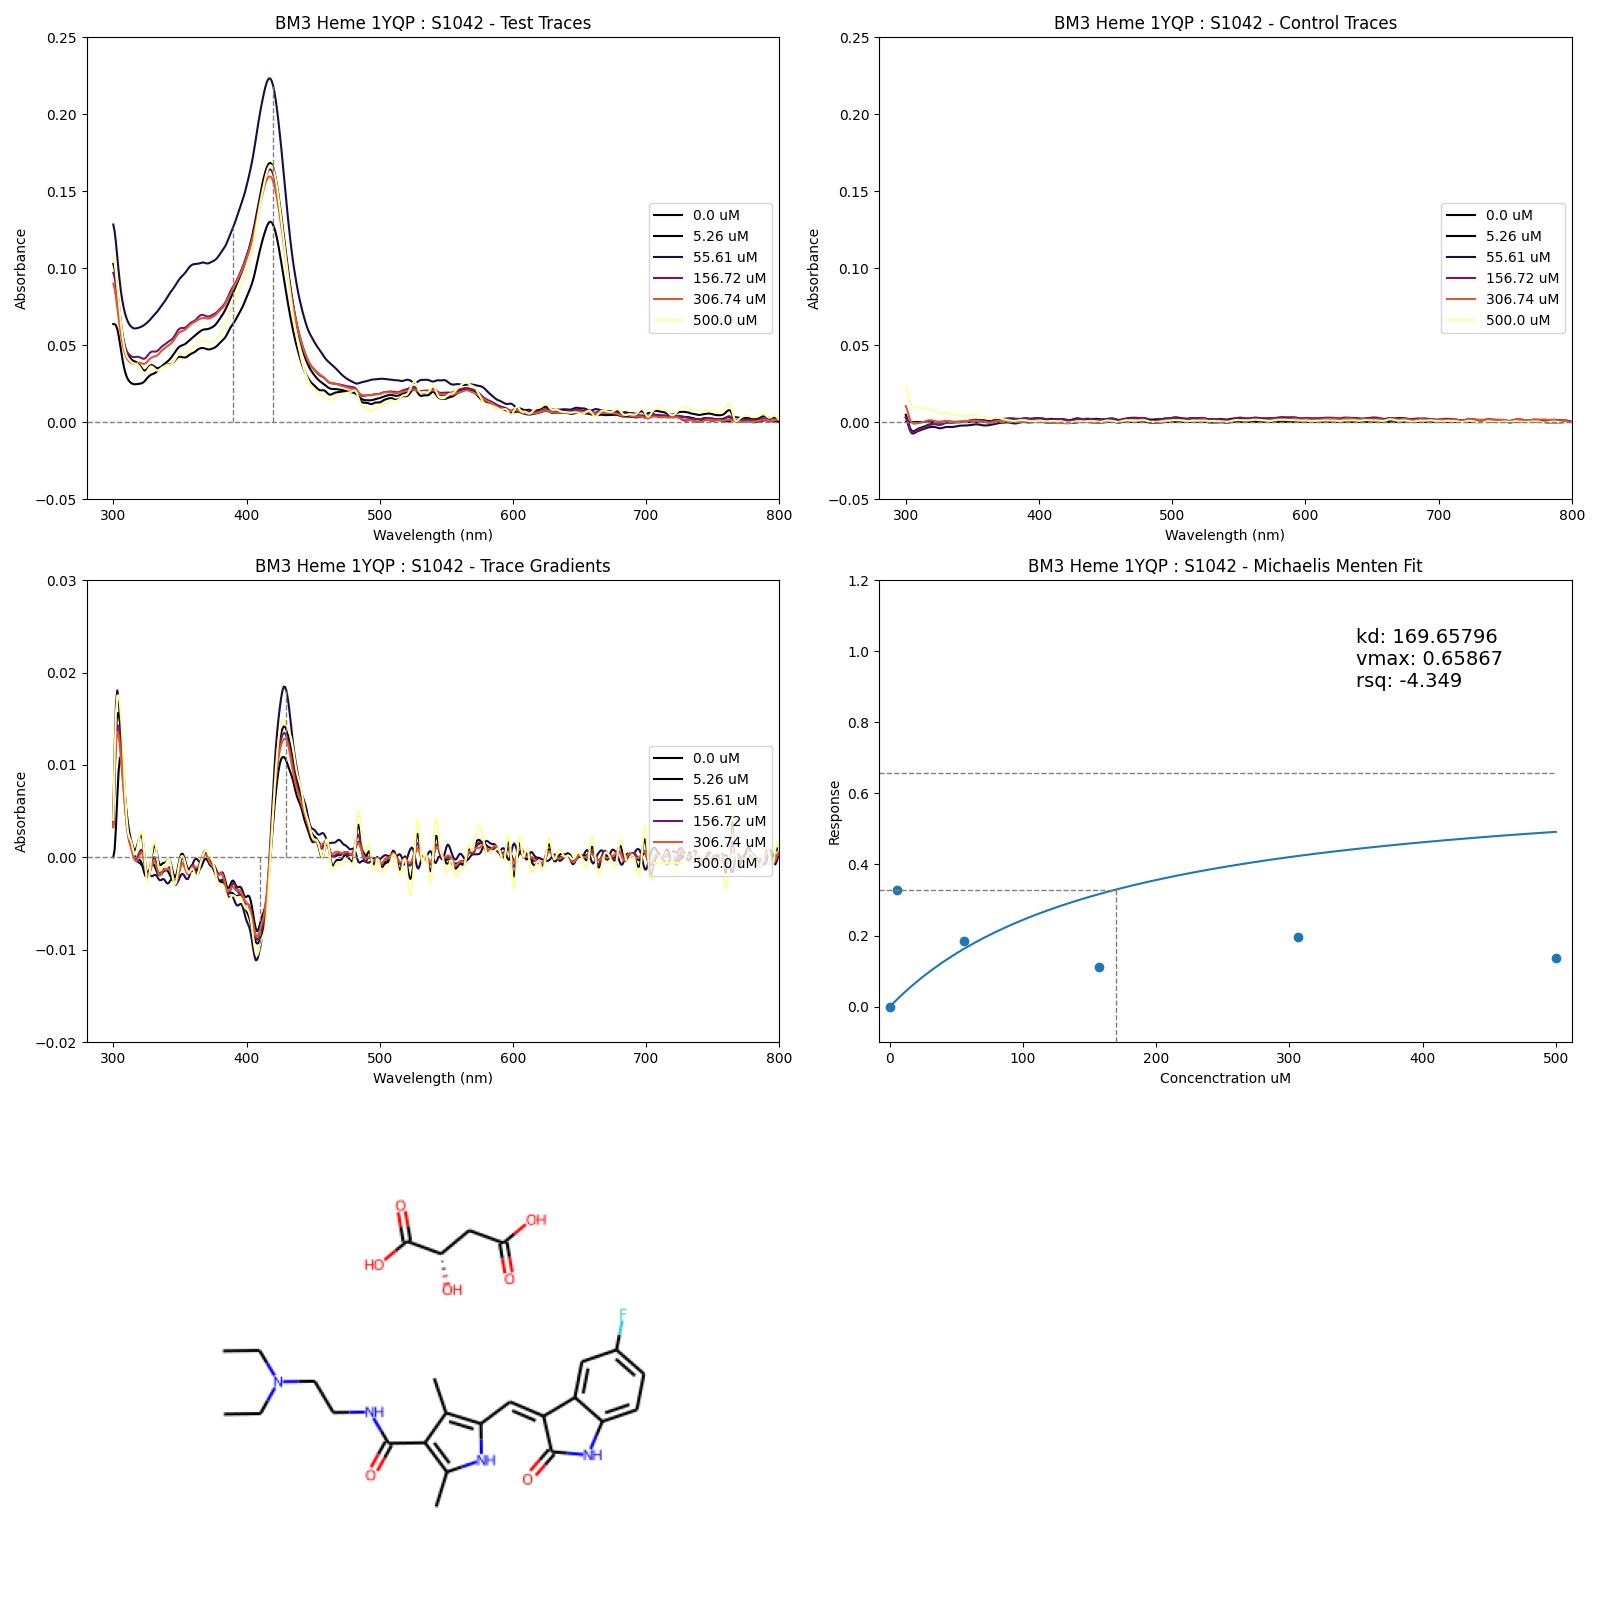 BM3 Heme 1YQP : S1042 - Test Traces
0.25
0.20
0.15
0.10
0.05
0.00
−0.05
Absorbance
300 400 500 600 700 800
Wavelength (nm)
0.0 uM
5.26 uM
55.61 uM
156.72 uM
306.74 uM
500.0 uM
BM3 Heme 1YQP : S1042 - Control Traces
0.25
0.20
0.15
0.10
0.05
0.00
−0.05
Absorbance
300 400 500 600 700 800
Wavelength (nm)
0.0 uM
5.26 uM
55.61 uM
156.72 uM
306.74 uM
500.0 uM
BM3 Heme 1YQP : S1042 - Trace Gradients
0.03
0.02
0.01
0.00
−0.01
−0.02
Absorbance
300 400 500 600 700 800
Wavelength (nm)
0.0 uM
5.26 uM
55.61 uM
156.72 uM
306.74 uM
500.0 uM
BM3 Heme 1YQP : S1042 - Michaelis Menten Fit
1.2
1.0
0.8
0.6
0.4
0.2
0.0
Response
kd: 169.65796
vmax: 0.65867
rsq: -4.349
0 100 200 300 400 500
Concenctration uM
O
OH
HO
O
OH
F
N
NH
O
NH
O
NH